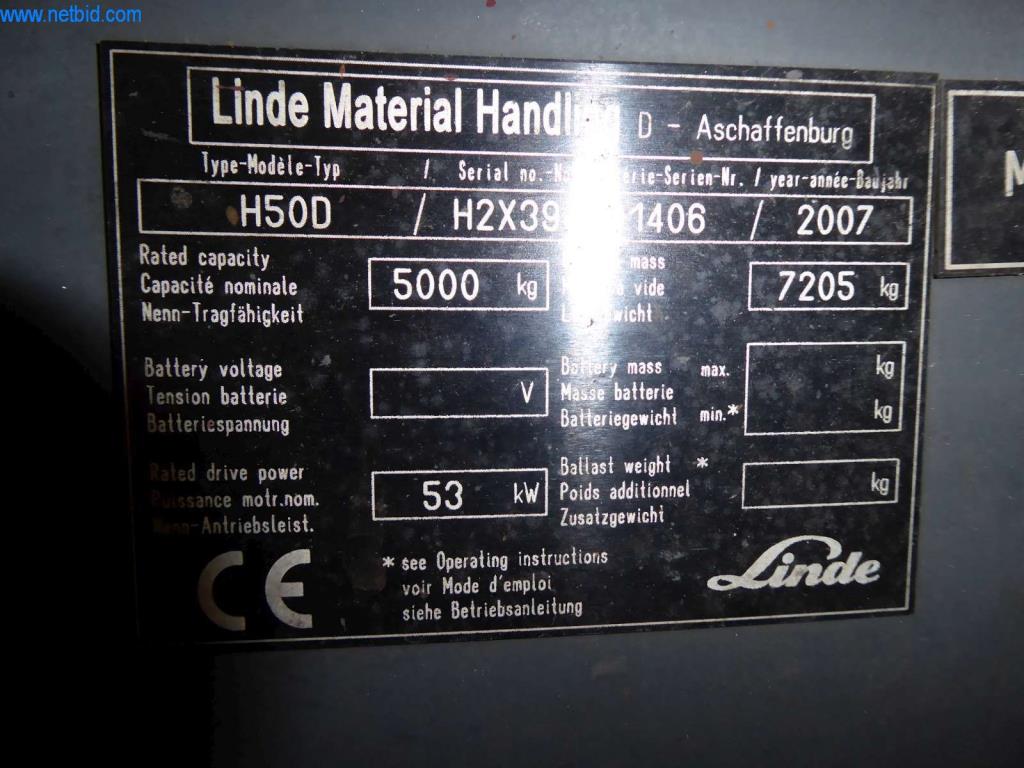 www.netbid.com
Linde Material Handling D - Aschaffenburg
Type-Modèle-Typ / Serial no.- -Serien-Nr. / year-année-Baujahr
H50D / H2X39 1406 / 2007
Rated capacity
Capacité nominale
Nenn-Tragfähigkeit
5000 kg
mass
à vide
7205 kg
Battery voltage
Tension batterie
Batteriespannung
V
Battery mass max. kg
Masse batterie
Batteriegewicht min.* kg
Rated drive power
Puissance motr.nom.
Nenn-Antriebsleist.
53 kW
Ballast weight *
Poids additionnel
Zusatzgewicht
kg
CE
* see Operating instructions
voir Mode d'emploi
siehe Betriebsanleitung
Linde
M